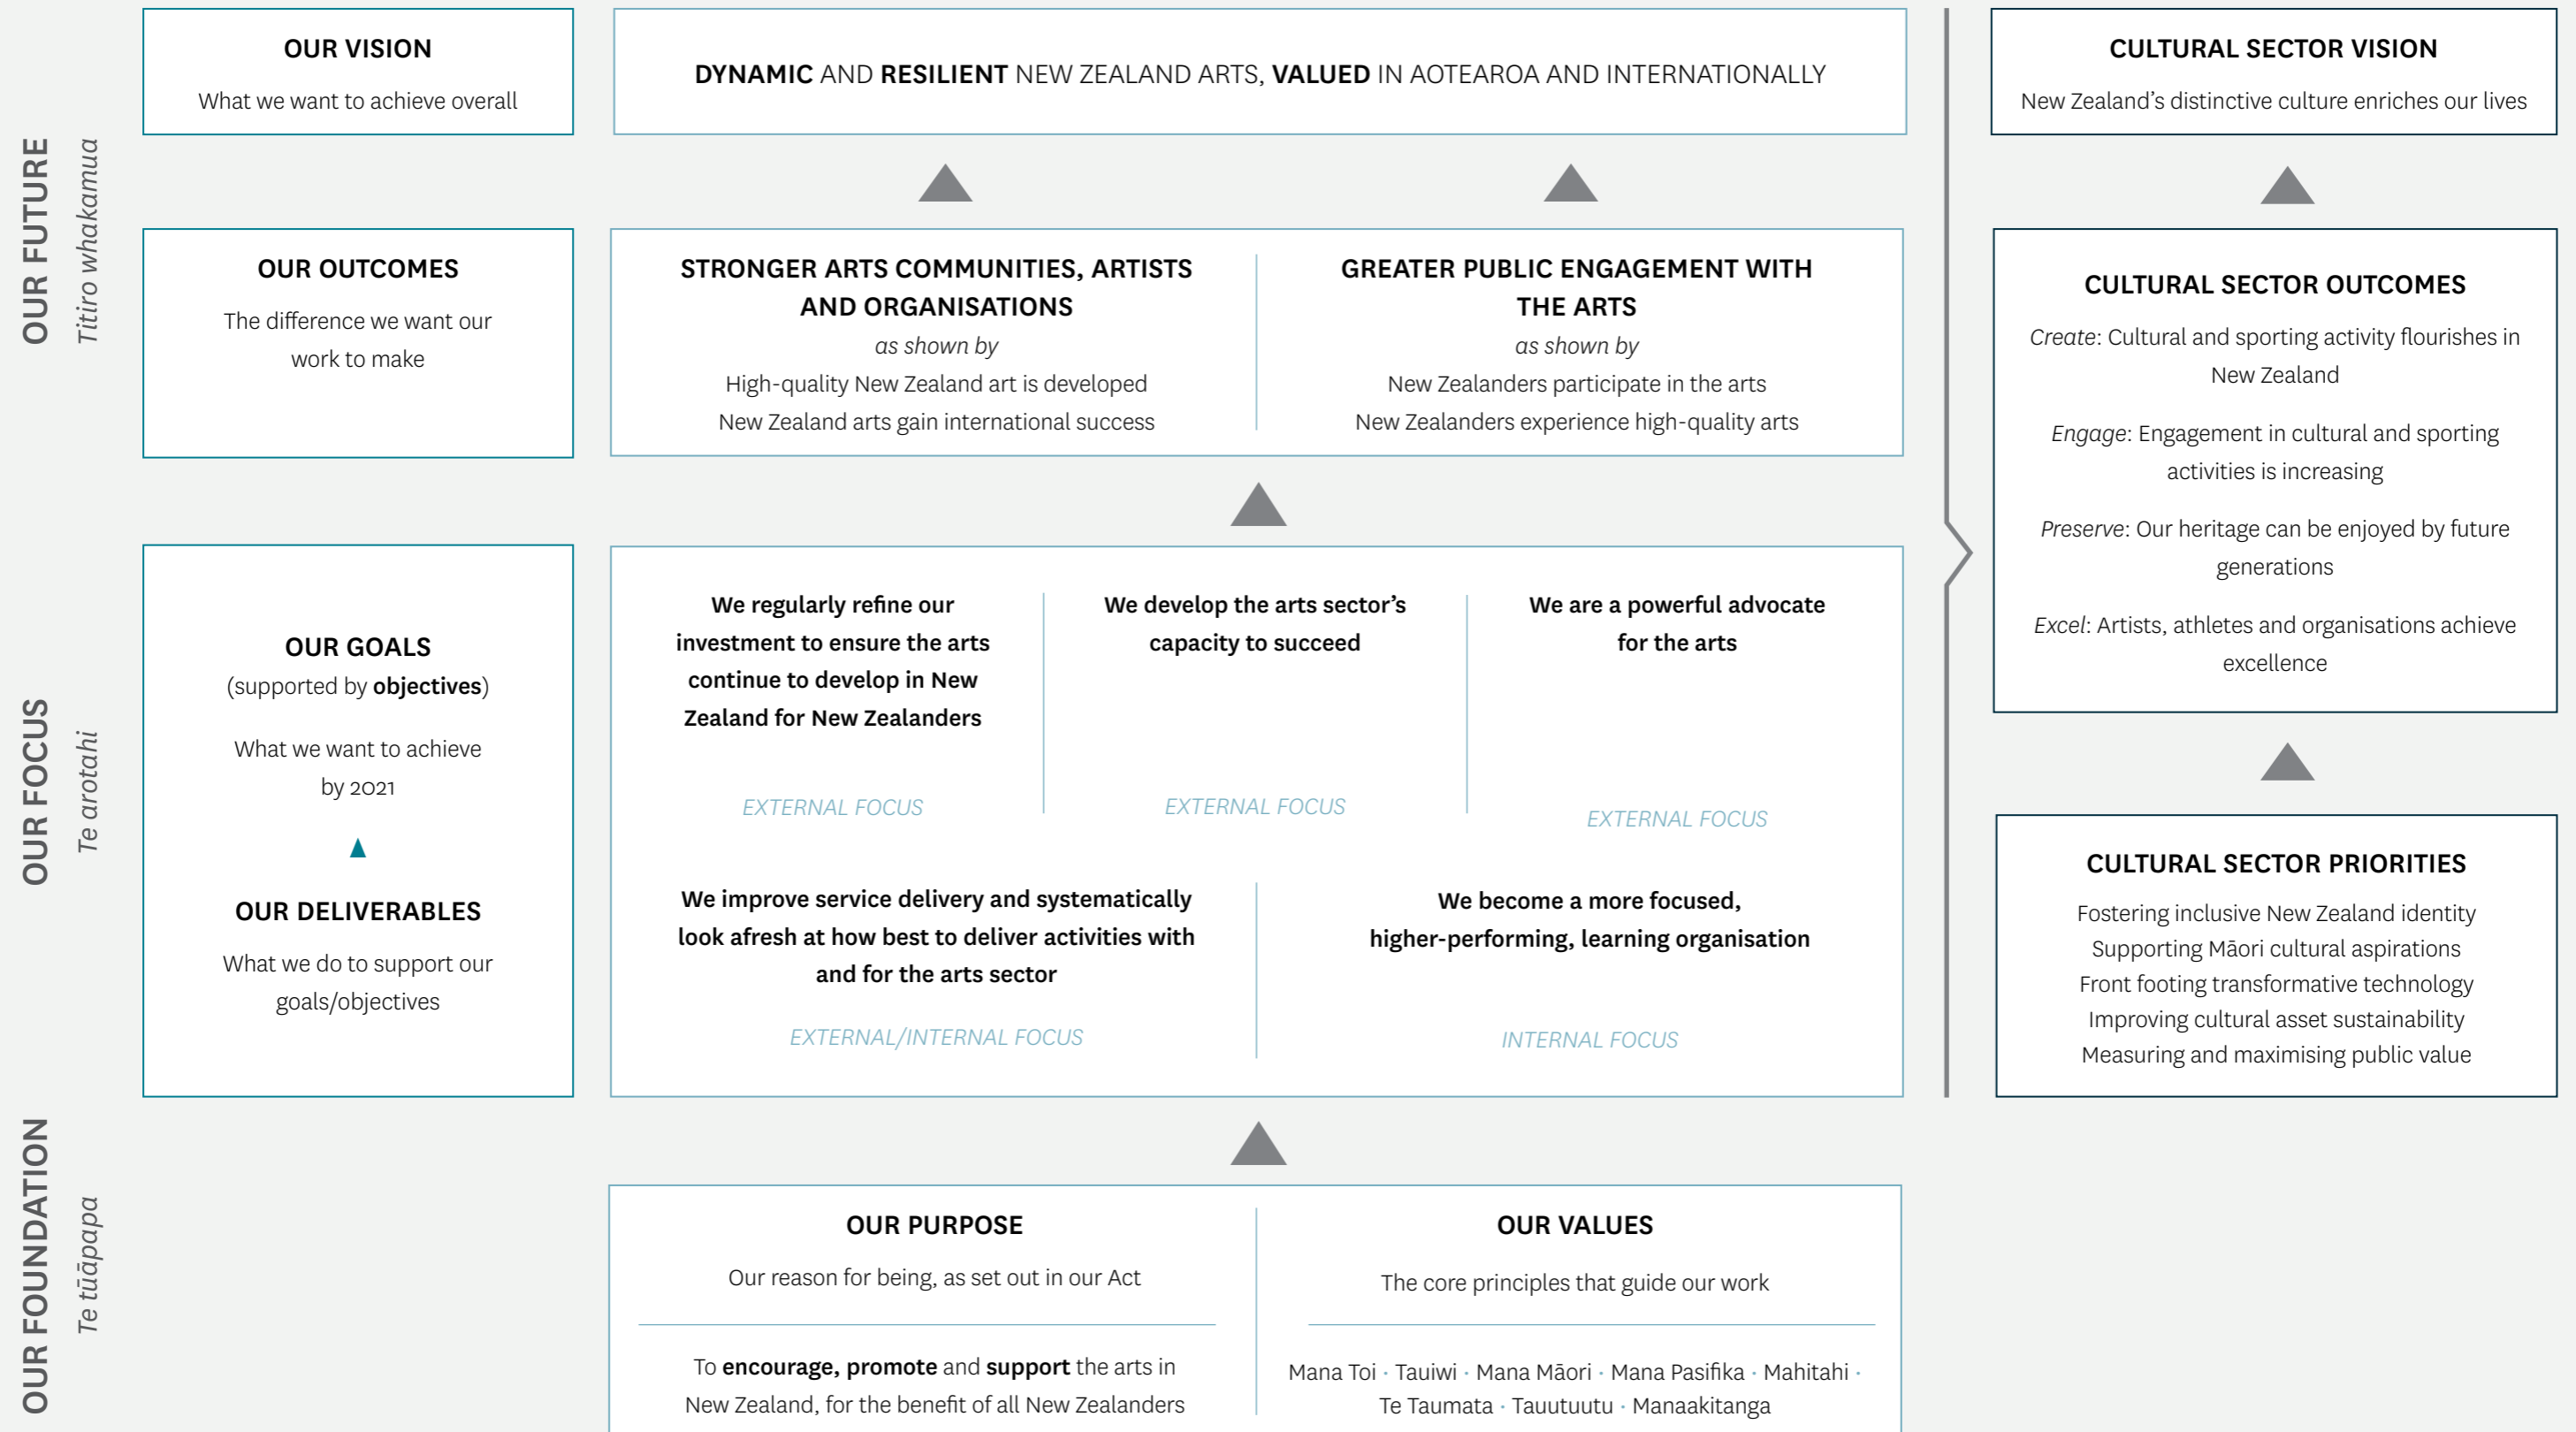 OUR FUTURE
Titiro whakamua
OUR VISION
What we want to achieve overall
DYNAMIC AND RESILIENT NEW ZEALAND ARTS, VALUED IN AOTEAROA AND INTERNATIONALLY
OUR OUTCOMES
The difference we want our
work to make
STRONGER ARTS COMMUNITIES, ARTISTS
AND ORGANISATIONS
as shown by
High-quality New Zealand art is developed
New Zealand arts gain international success
GREATER PUBLIC ENGAGEMENT WITH
THE ARTS
as shown by
New Zealanders participate in the arts
New Zealanders experience high-quality arts
OUR FOCUS
Te arotahi
OUR GOALS
(supported by objectives)
What we want to achieve
by 2021
OUR DELIVERABLES
What we do to support our
goals/objectives
We regularly refine our
investment to ensure the arts
continue to develop in New
Zealand for New Zealanders
EXTERNAL FOCUS
We develop the arts sector's
capacity to succeed
EXTERNAL FOCUS
We are a powerful advocate
for the arts
EXTERNAL FOCUS
We improve service delivery and systematically
look afresh at how best to deliver activities with
and for the arts sector
EXTERNAL/INTERNAL FOCUS
We become a more focused,
higher-performing, learning organisation
INTERNAL FOCUS
OUR FOUNDATION
Te tūāpapa
OUR PURPOSE
Our reason for being, as set out in our Act
To encourage, promote and support the arts in
New Zealand, for the benefit of all New Zealanders
OUR VALUES
The core principles that guide our work
Mana Toi · Tauiwi · Mana Māori · Mana Pasifika · Mahitahi ·
Te Taumata · Tauutuutu · Manaakitanga
CULTURAL SECTOR VISION
New Zealand's distinctive culture enriches our lives
CULTURAL SECTOR OUTCOMES
Create: Cultural and sporting activity flourishes in
New Zealand
Engage: Engagement in cultural and sporting
activities is increasing
Preserve: Our heritage can be enjoyed by future
generations
Excel: Artists, athletes and organisations achieve
excellence
CULTURAL SECTOR PRIORITIES
Fostering inclusive New Zealand identity
Supporting Māori cultural aspirations
Front footing transformative technology
Improving cultural asset sustainability
Measuring and maximising public value